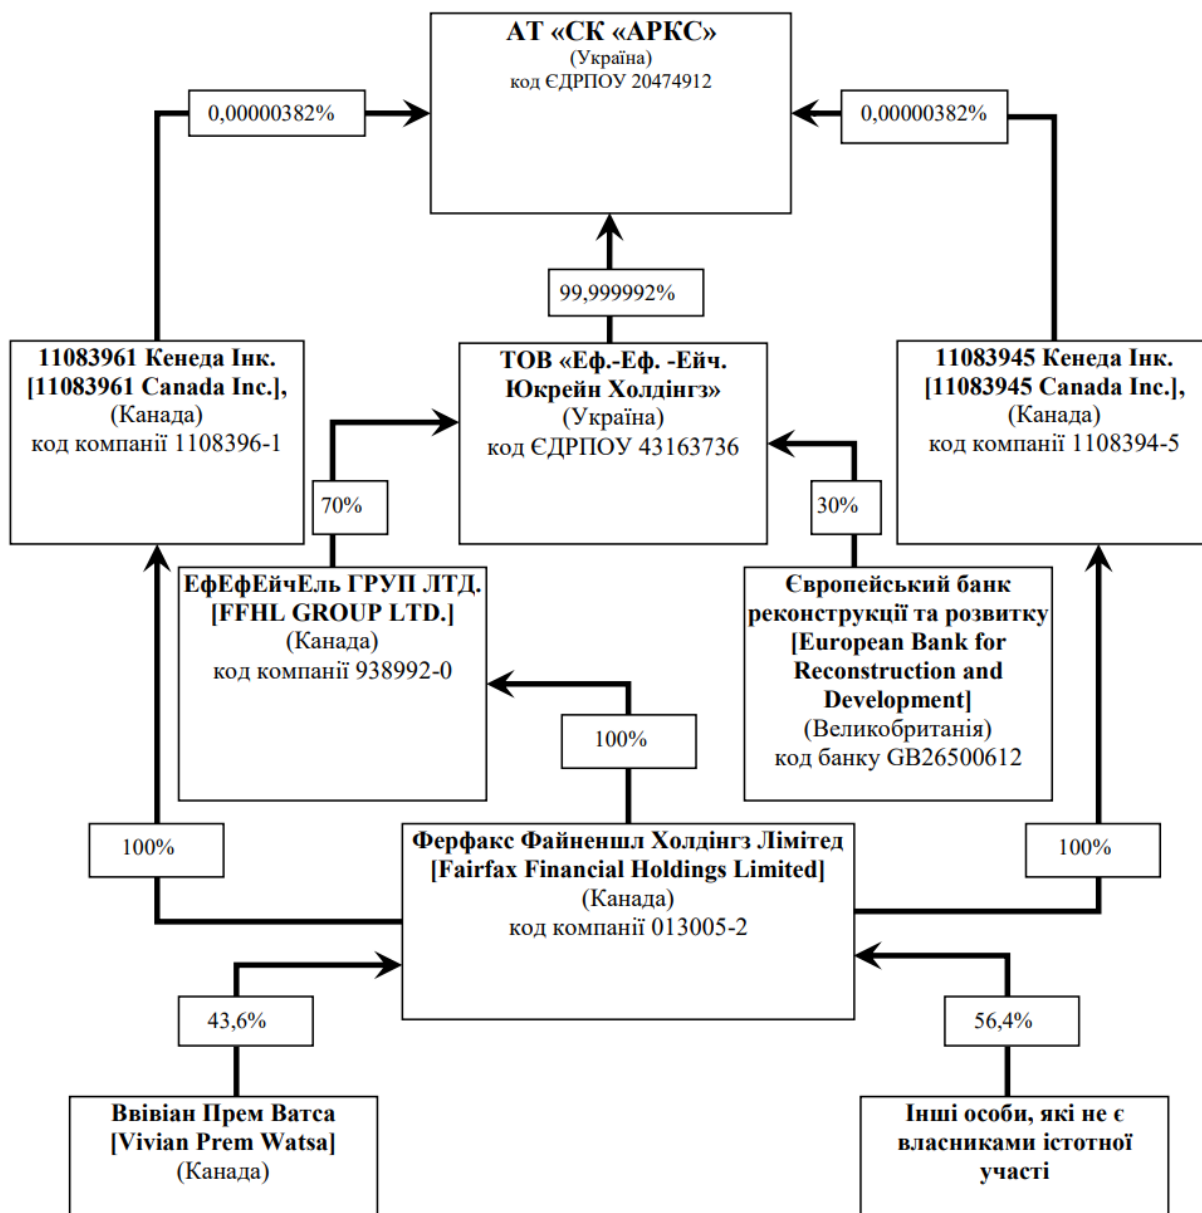 АТ «СК «АРКС»
(Україна)
код ЄДРПОУ 20474912
0,00000382%
0,00000382%
99,999992%
11083961 Кенеда Інк.
[11083961 Canada Inc.],
(Канада)
код компанії 1108396-1
ТОВ «Еф.-Еф. -Ейч.
Юкрейн Холдінгз»
(Україна)
код ЄДРПОУ 43163736
11083945 Кенеда Інк.
[11083945 Canada Inc.],
(Канада)
код компанії 1108394-5
70%
30%
ЕфЕфЕйчЕль ГРУП ЛТД.
[FFHL GROUP LTD.]
(Канада)
код компанії 938992-0
Європейський банк
реконструкції та розвитку
[European Bank for
Reconstruction and
Development]
(Великобританія)
код банку GB26500612
100%
100%
100%
Ферфакс Файненшл Холдінгз Лімітед
[Fairfax Financial Holdings Limited]
(Канада)
код компанії 013005-2
43,6%
56,4%
Ввівіан Прем Ватса
[Vivian Prem Watsa]
(Канада)
Інші особи, які не є
власниками істотної
участі